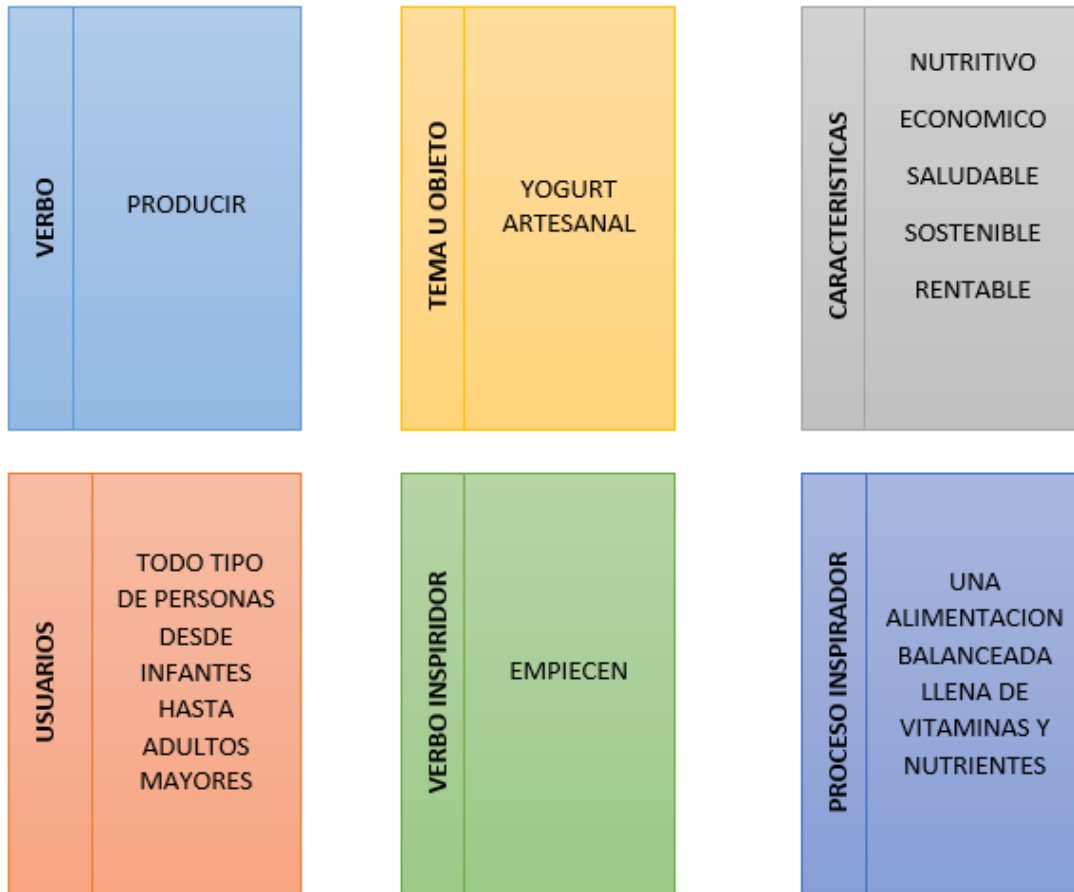 VERBO
PRODUCIR
TEMA U OBJETO
YOGURT
ARTESANAL
CARACTERISTICAS
NUTRITIVO
ECONOMICO
SALUDABLE
SOSTENIBLE
RENTABLE
USUARIOS
TODO TIPO
DE PERSONAS
DESDE
INFANTES
HASTA
ADULTOS
MAYORES
VERBO INSPIRIDOR
EMPIECEN
PROCESO INSPIRADOR
UNA
ALIMENTACION
BALANCEADA
LLENA DE
VITAMINAS Y
NUTRIENTES